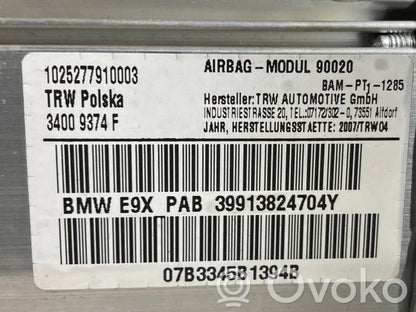 1025277910003
TRW Polska
3400 9374 F
AIRBAG-MODUL 90020
BAM-PT1-1285
Hersteller: TRW AUTOMOTIVE GmbH
INDUSTRIESTRASSE 20, TEL.:07172/302-0, 73551 Alfdorf
JAHR, HERSTELLUNGSSTAETTE: 2007/TRW04
BMW E9X PAB 39913824704Y
07B3345B1394B
© Ovoko